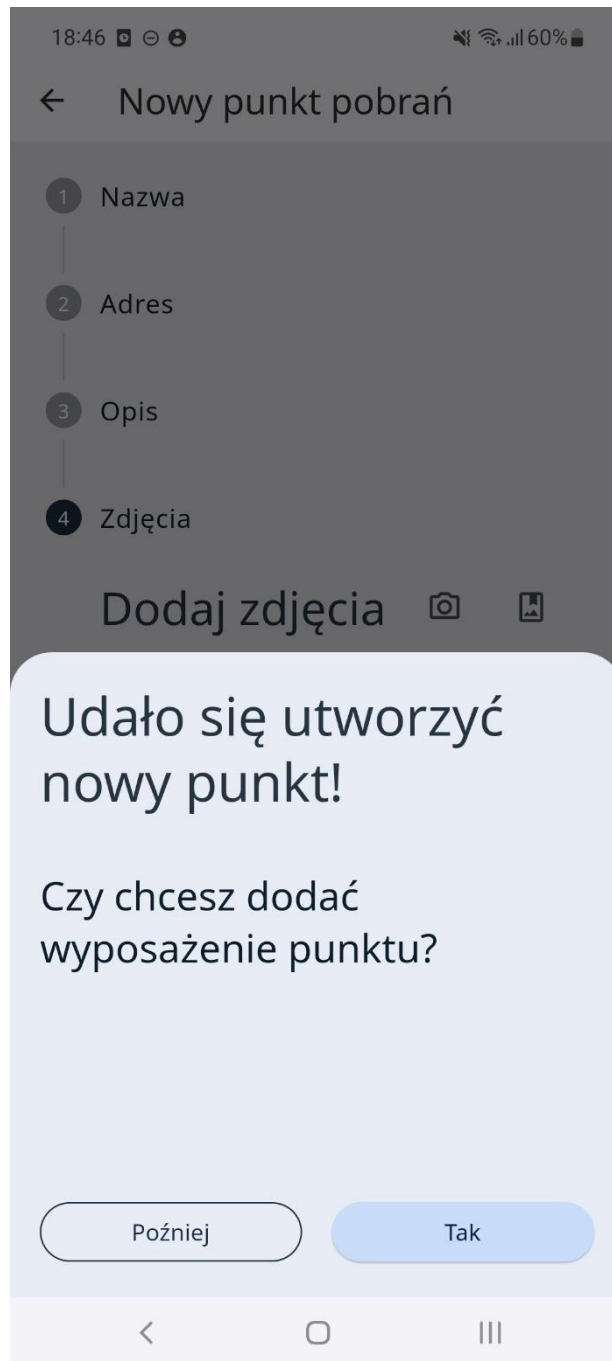 18:46 60%
Nowy punkt pobrań
1 Nazwa
2 Adres
3 Opis
4 Zdjęcia
Dodaj zdjęcia
Udało się utworzyć
nowy punkt!
Czy chcesz dodać
wyposażenie punktu?
Poźniej Tak